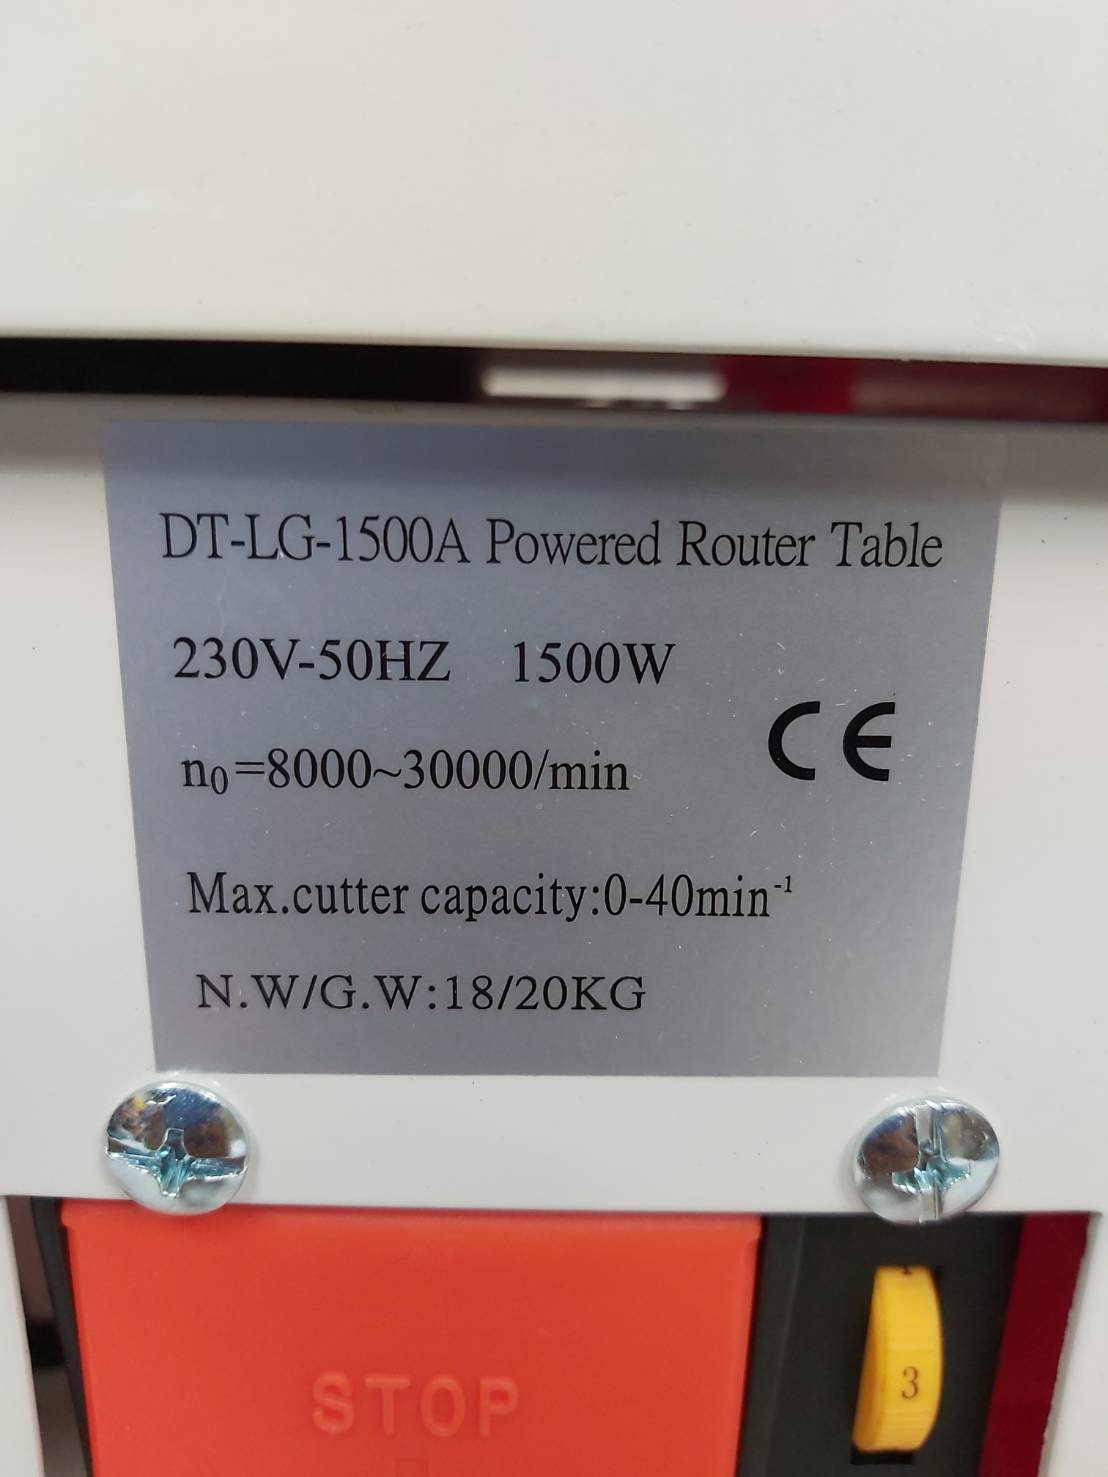 DT-LG-1500A Powered Router Table
230V-50HZ 1500W
n₀=8000~30000/min
CE
Max.cutter capacity:0-40min⁻¹
N.W/G.W:18/20KG
STOP
3